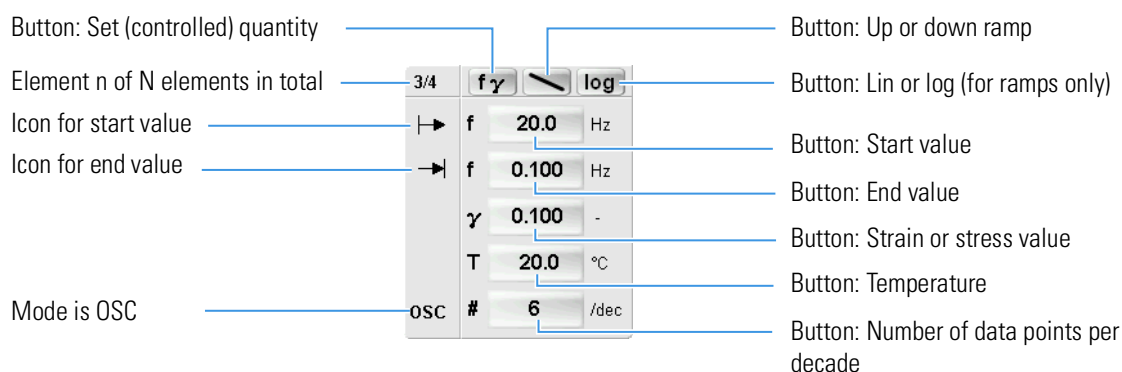 Button: Set (controlled) quantity
Button: Up or down ramp
Element n of N elements in total
3/4 f γ log
Button: Lin or log (for ramps only)
Icon for start value
f 20.0 Hz
Button: Start value
Icon for end value
f 0.100 Hz
Button: End value
γ 0.100 -
Button: Strain or stress value
T 20.0 °C
Button: Temperature
Mode is OSC
OSC # 6 /dec
Button: Number of data points per
decade